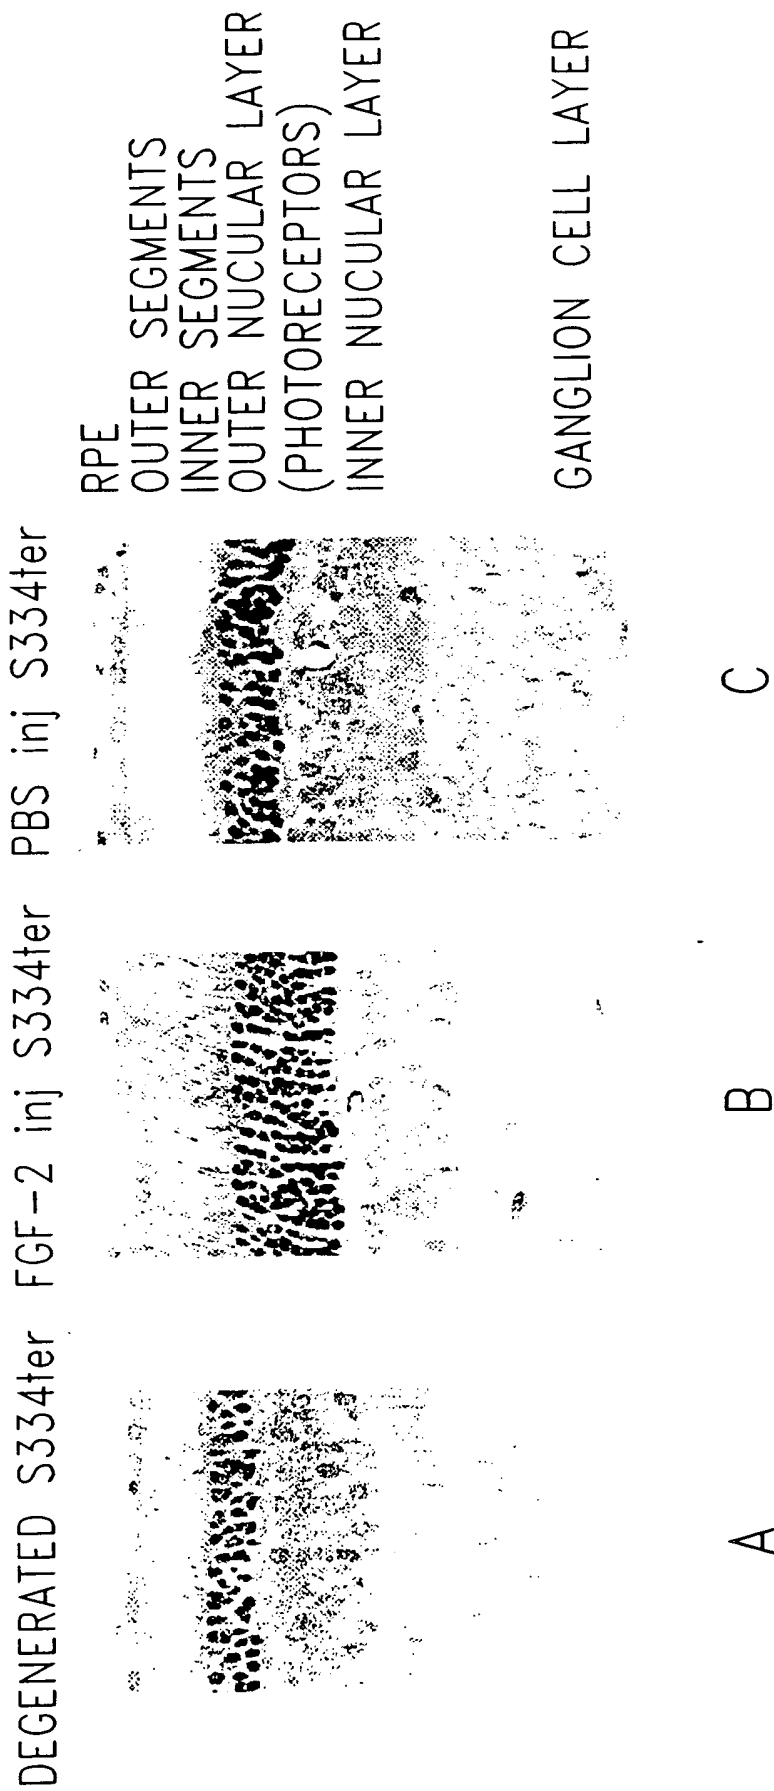 DEGENERATED S334ter
FGF-2 inj S334ter
PBS inj S334ter
RPE
OUTER SEGMENTS
INNER SEGMENTS
OUTER NUCULAR LAYER
(PHOTORECEPTORS)
INNER NUCULAR LAYER
GANGLION CELL LAYER
A
B
C